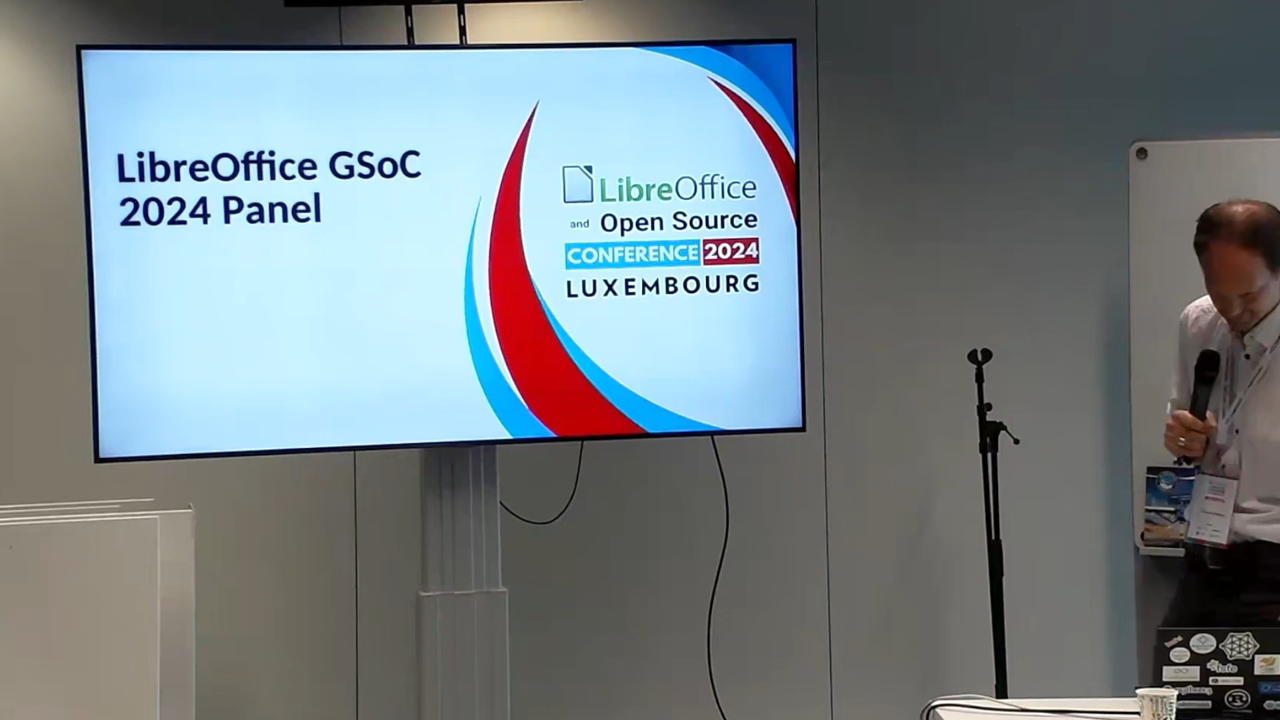 LibreOffice GSoC
2024 Panel
LibreOffice
and Open Source
CONFERENCE 2024
LUXEMBOURG